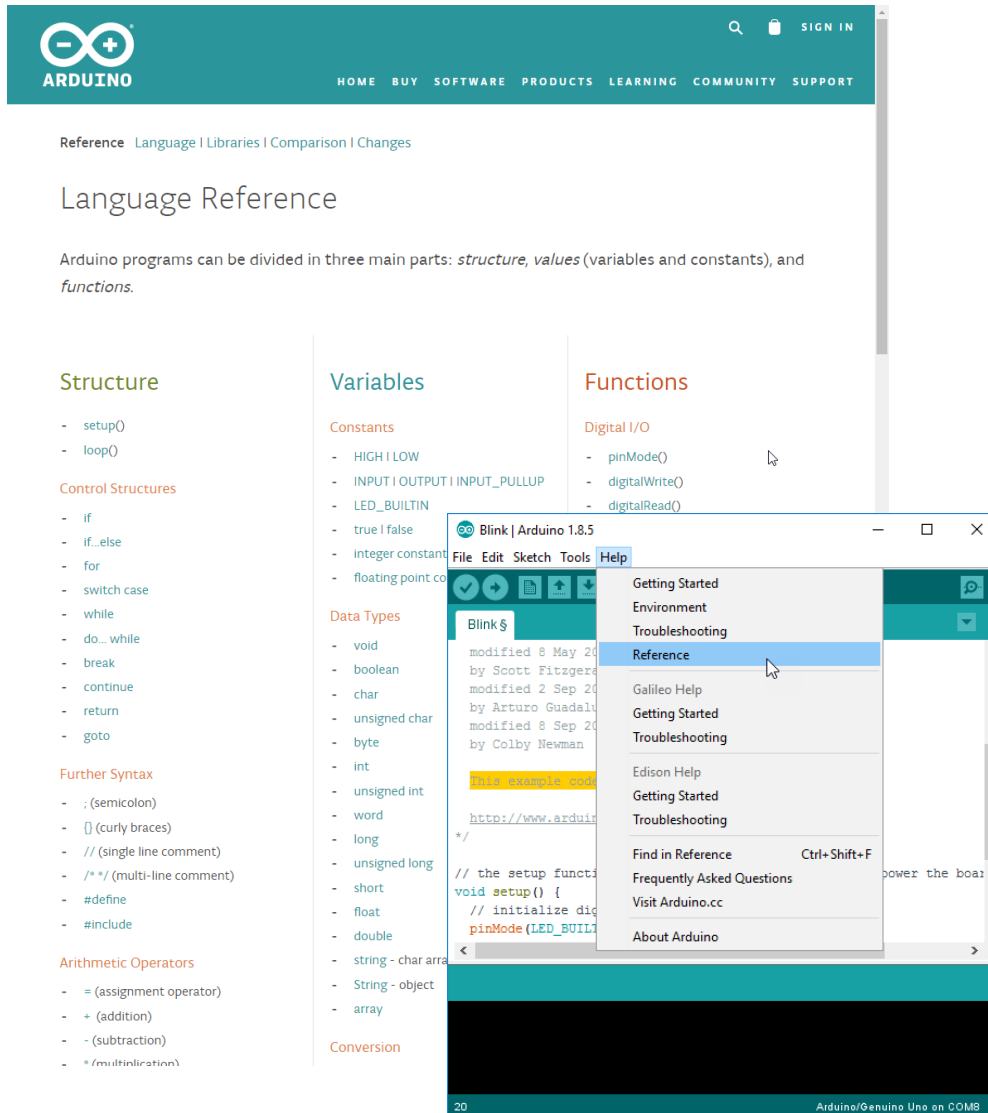 SIGN IN
ARDUINO
HOME BUY SOFTWARE PRODUCTS LEARNING COMMUNITY SUPPORT
Reference Language | Libraries | Comparison | Changes
Language Reference
Arduino programs can be divided in three main parts: structure, values (variables and constants), and
functions.
Structure
- setup()
- loop()
Control Structures
- if
- if...else
- for
- switch case
- while
- do... while
- break
- continue
- return
- goto
Further Syntax
- ; (semicolon)
- {} (curly braces)
- // (single line comment)
- /* */ (multi-line comment)
- #define
- #include
Arithmetic Operators
- = (assignment operator)
- + (addition)
- - (subtraction)
- * (multiplication)
Variables
Constants
- HIGH | LOW
- INPUT | OUTPUT | INPUT_PULLUP
- LED_BUILTIN
- true | false
- integer constant
- floating point co
Data Types
- void
- boolean
- char
- unsigned char
- byte
- int
- unsigned int
- word
- long
- unsigned long
- short
- float
- double
- string - char arra
- String - object
- array
Conversion
Functions
Digital I/O
- pinMode()
- digitalWrite()
- digitalRead()
Blink | Arduino 1.8.5
File Edit Sketch Tools Help
Blink §
modified 8 May 20
by Scott Fitzgera
modified 2 Sep 20
by Arturo Guadalu
modified 8 Sep 20
by Colby Newman
This example code
http://www.arduin
*/
// the setup functi power the boar
void setup() {
// initialize dig
pinMode(LED_BUILT
Getting Started
Environment
Troubleshooting
Reference
Galileo Help
Getting Started
Troubleshooting
Edison Help
Getting Started
Troubleshooting
Find in Reference Ctrl+Shift+F
Frequently Asked Questions
Visit Arduino.cc
About Arduino
20 Arduino/Genuino Uno on COM8